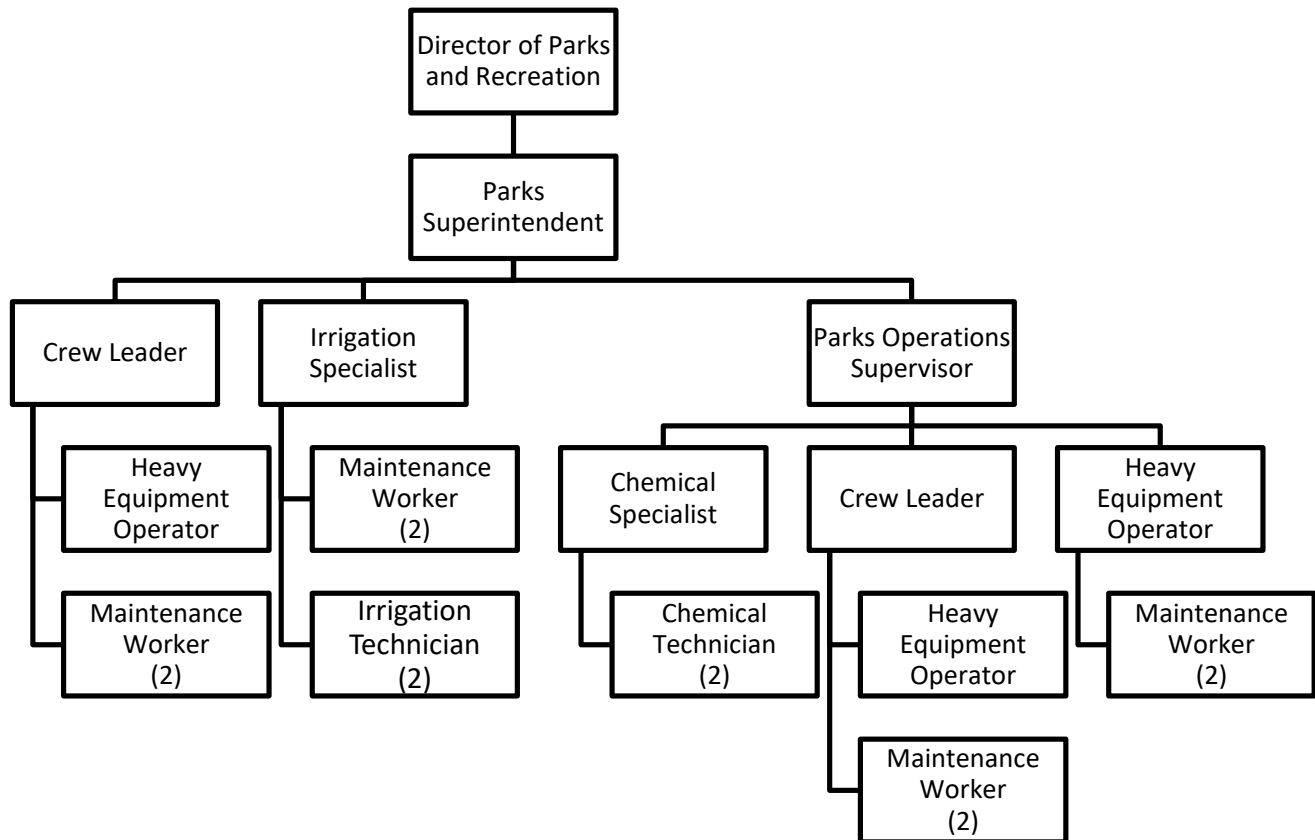 Director of Parks
and Recreation
Parks
Superintendent
Crew Leader
Irrigation
Specialist
Parks Operations
Supervisor
Heavy
Equipment
Operator
Maintenance
Worker
(2)
Maintenance
Worker
(2)
Irrigation
Technician
(2)
Chemical
Specialist
Chemical
Technician
(2)
Crew Leader
Heavy
Equipment
Operator
Maintenance
Worker
(2)
Heavy
Equipment
Operator
Maintenance
Worker
(2)